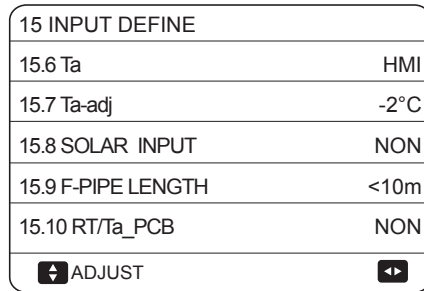 15 INPUT DEFINE
15.6 Ta HMI
15.7 Ta-adj -2°C
15.8 SOLAR INPUT NON
15.9 F-PIPE LENGTH <10m
15.10 RT/Ta_PCB NON
ADJUST